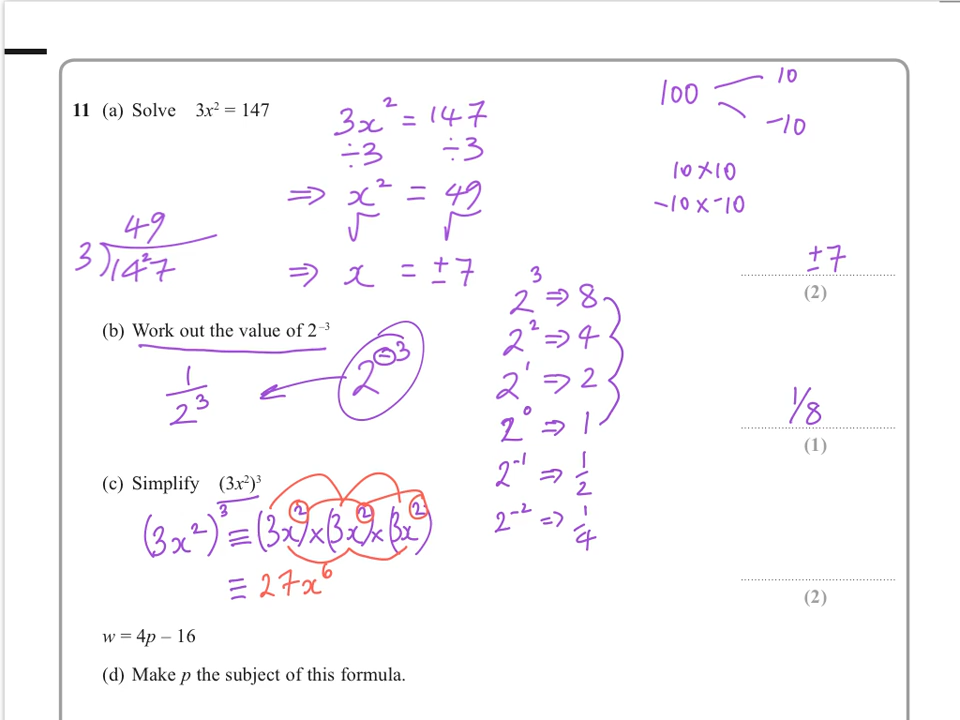 11 (a) Solve 3x² = 147
3x² = 147
÷3 ÷3
⇒ x² = 49
√ √
⇒ x = ±7
49
3)14²7
100
10
-10
10×10
-10×-10
±7
(2)
(b) Work out the value of 2⁻³
1/2³
2⁻³
2³ ⇒ 8
2² ⇒ 4
2¹ ⇒ 2
2⁰ ⇒ 1
2⁻¹ ⇒ 1/2
2⁻² ⇒ 1/4
1/8
(1)
(c) Simplify (3x²)³
(3x²)³ ≡ (3x²)×(3x²)×(3x²)
≡ 27x⁶
(2)
w = 4p – 16
(d) Make p the subject of this formula.